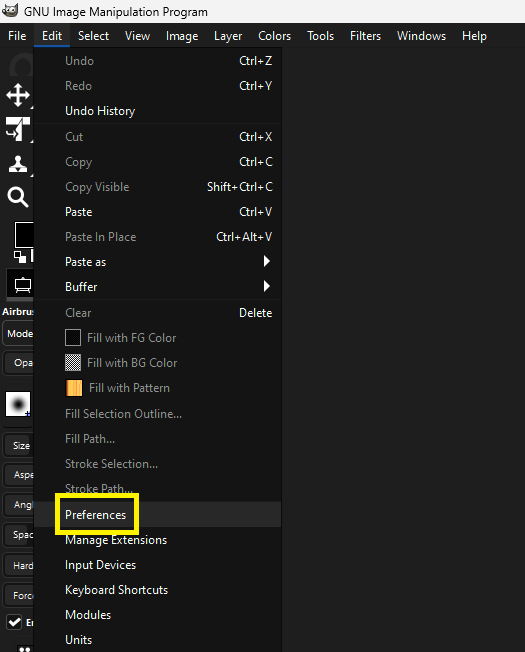 GNU Image Manipulation Program
File Edit Select View Image Layer Colors Tools Filters Windows Help
Undo Ctrl+Z
Redo Ctrl+Y
Undo History
Cut Ctrl+X
Copy Ctrl+C
Copy Visible Shift+Ctrl+C
Paste Ctrl+V
Paste In Place Ctrl+Alt+V
Paste as
Buffer
Clear Delete
Airbrus
Fill with FG Color
Mode
Fill with BG Color
Opa
Fill with Pattern
Fill Selection Outline...
Fill Path...
Size
Stroke Selection...
Aspe
Stroke Path...
Angl
Preferences
Spac
Manage Extensions
Hard
Input Devices
Keyboard Shortcuts
Forc
Modules
Units